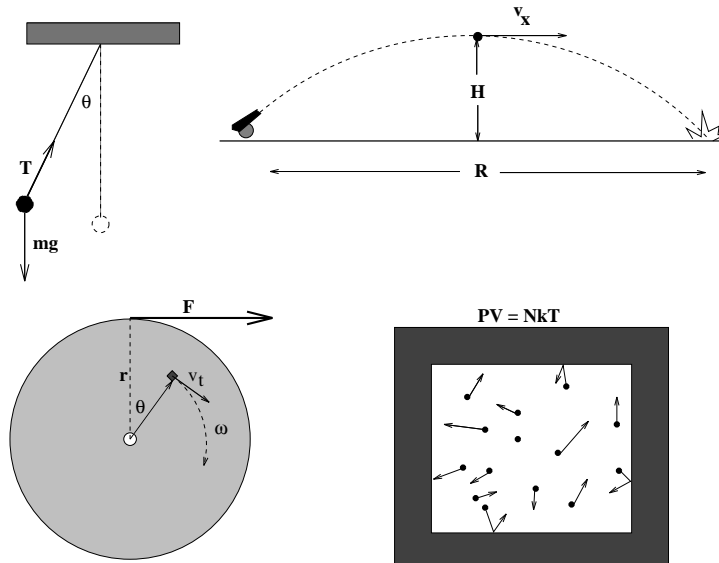 θ
T
mg
v_x
H
R
F
r
v_t
θ
ω
PV = NkT